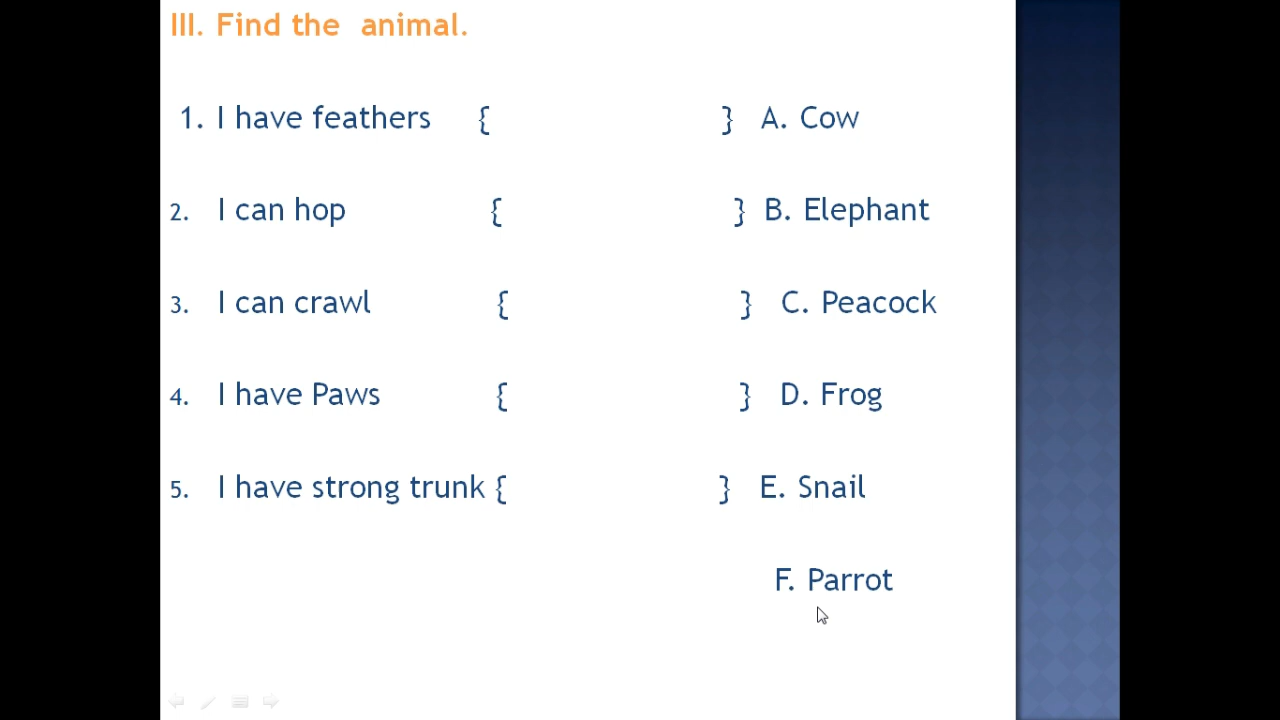 III. Find the animal.
1. I have feathers { } A. Cow
2. I can hop { } B. Elephant
3. I can crawl { } C. Peacock
4. I have Paws { } D. Frog
5. I have strong trunk { } E. Snail
F. Parrot